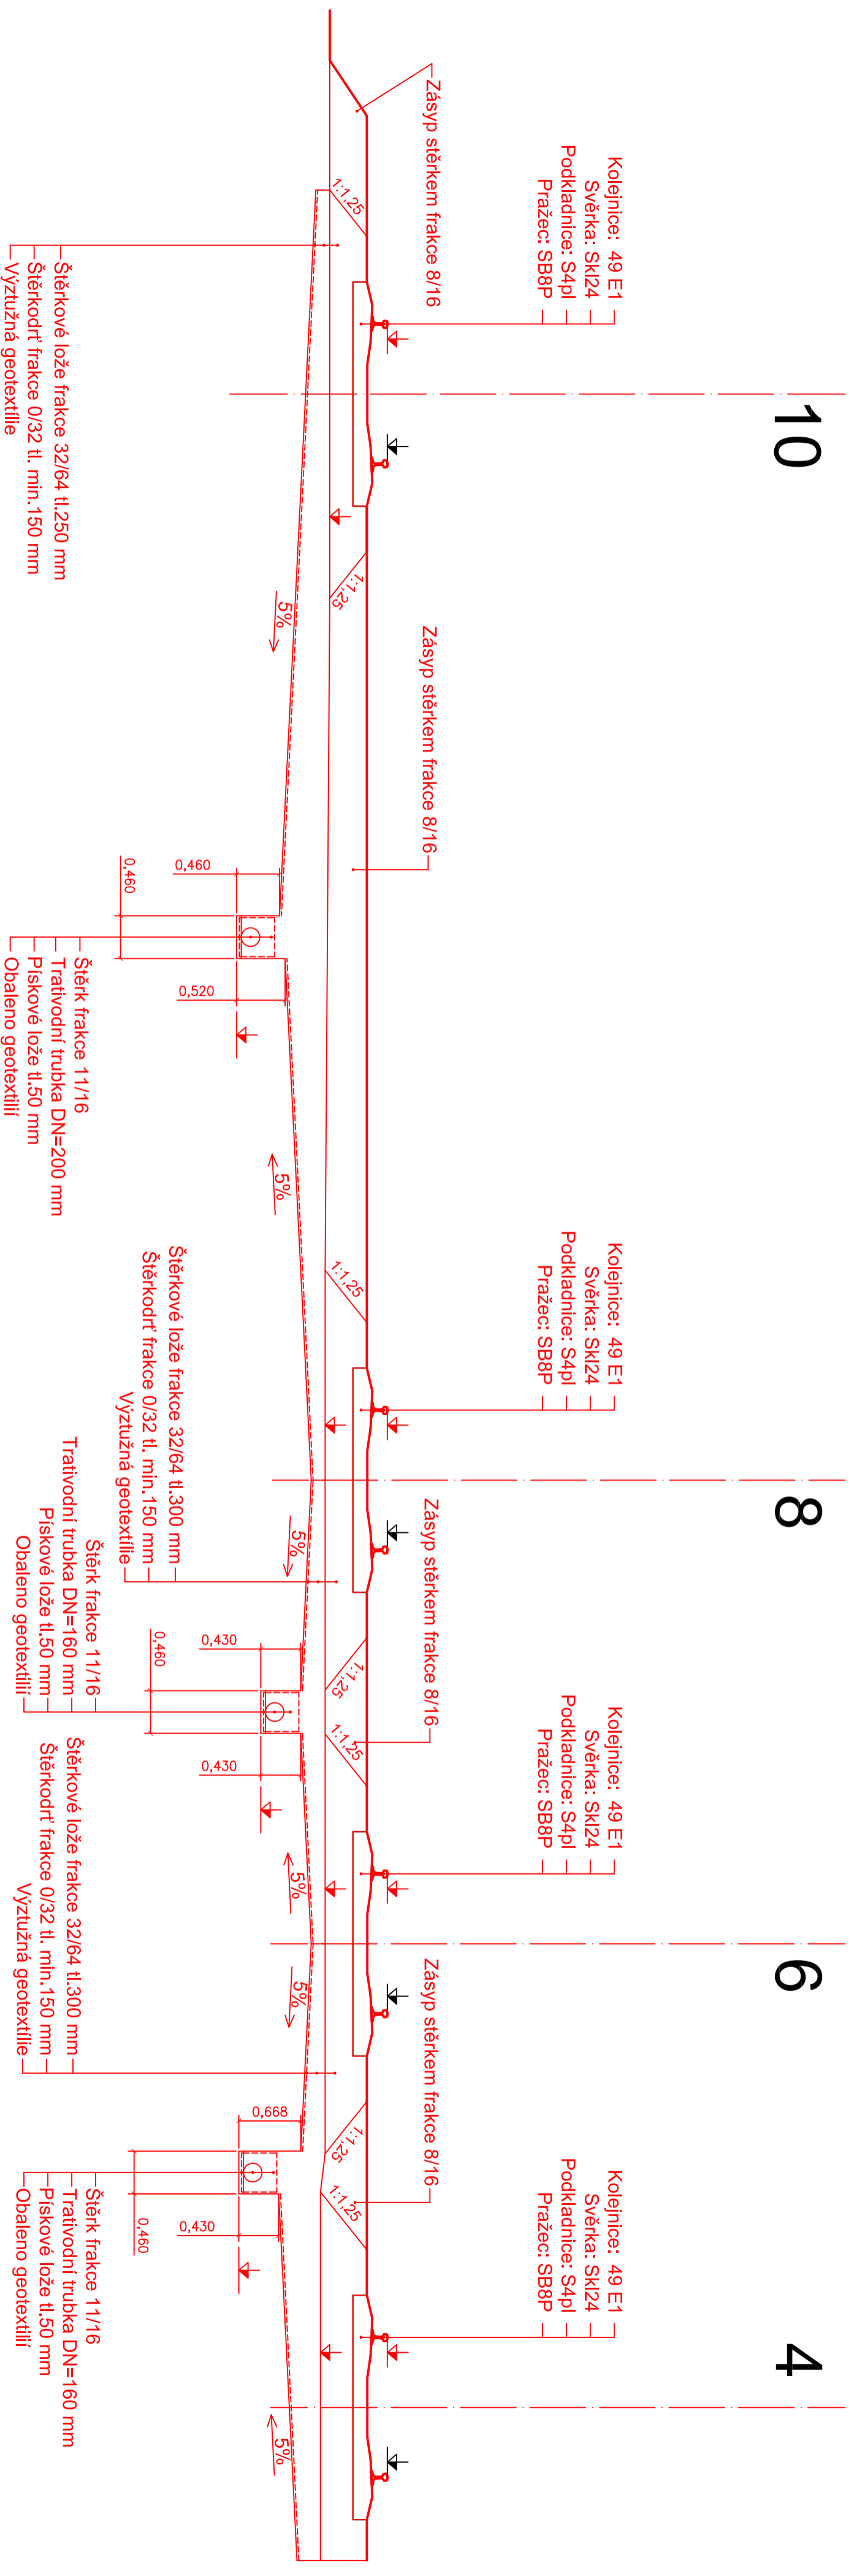 10
8
6
4
Kolejnice: 49 E1
Svěrka: Skl24
Podkladnice: S4pl
Pražec: SB8P
Kolejnice: 49 E1
Svěrka: Skl24
Podkladnice: S4pl
Pražec: SB8P
Kolejnice: 49 E1
Svěrka: Skl24
Podkladnice: S4pl
Pražec: SB8P
Kolejnice: 49 E1
Svěrka: Skl24
Podkladnice: S4pl
Pražec: SB8P
Zásyp stěrkem frakce 8/16
Zásyp stěrkem frakce 8/16
Zásyp stěrkem frakce 8/16
Zásyp stěrkem frakce 8/16
1:1,25
1:1,25
1:1,25
1:1,25
1:1,25
1:1,25
1:1,25
5%
5%
5%
5%
5%
5%
0,460
0,460
0,520
0,430
0,460
0,430
0,668
0,460
0,430
Štěrkové lože frakce 32/64 tl.250 mm
Štěrkodrť frakce 0/32 tl. min.150 mm
Výztužná geotextílie
Štěrk frakce 11/16
Trativodní trubka DN=200 mm
Pískové lože tl.50 mm
Obaleno geotextilií
Štěrkové lože frakce 32/64 tl.300 mm
Štěrkodrť frakce 0/32 tl. min.150 mm
Výztužná geotextílie
Štěrk frakce 11/16
Trativodní trubka DN=160 mm
Pískové lože tl.50 mm
Obaleno geotextilií
Štěrkové lože frakce 32/64 tl.300 mm
Štěrkodrť frakce 0/32 tl. min.150 mm
Výztužná geotextílie
Štěrk frakce 11/16
Trativodní trubka DN=160 mm
Pískové lože tl.50 mm
Obaleno geotextilií